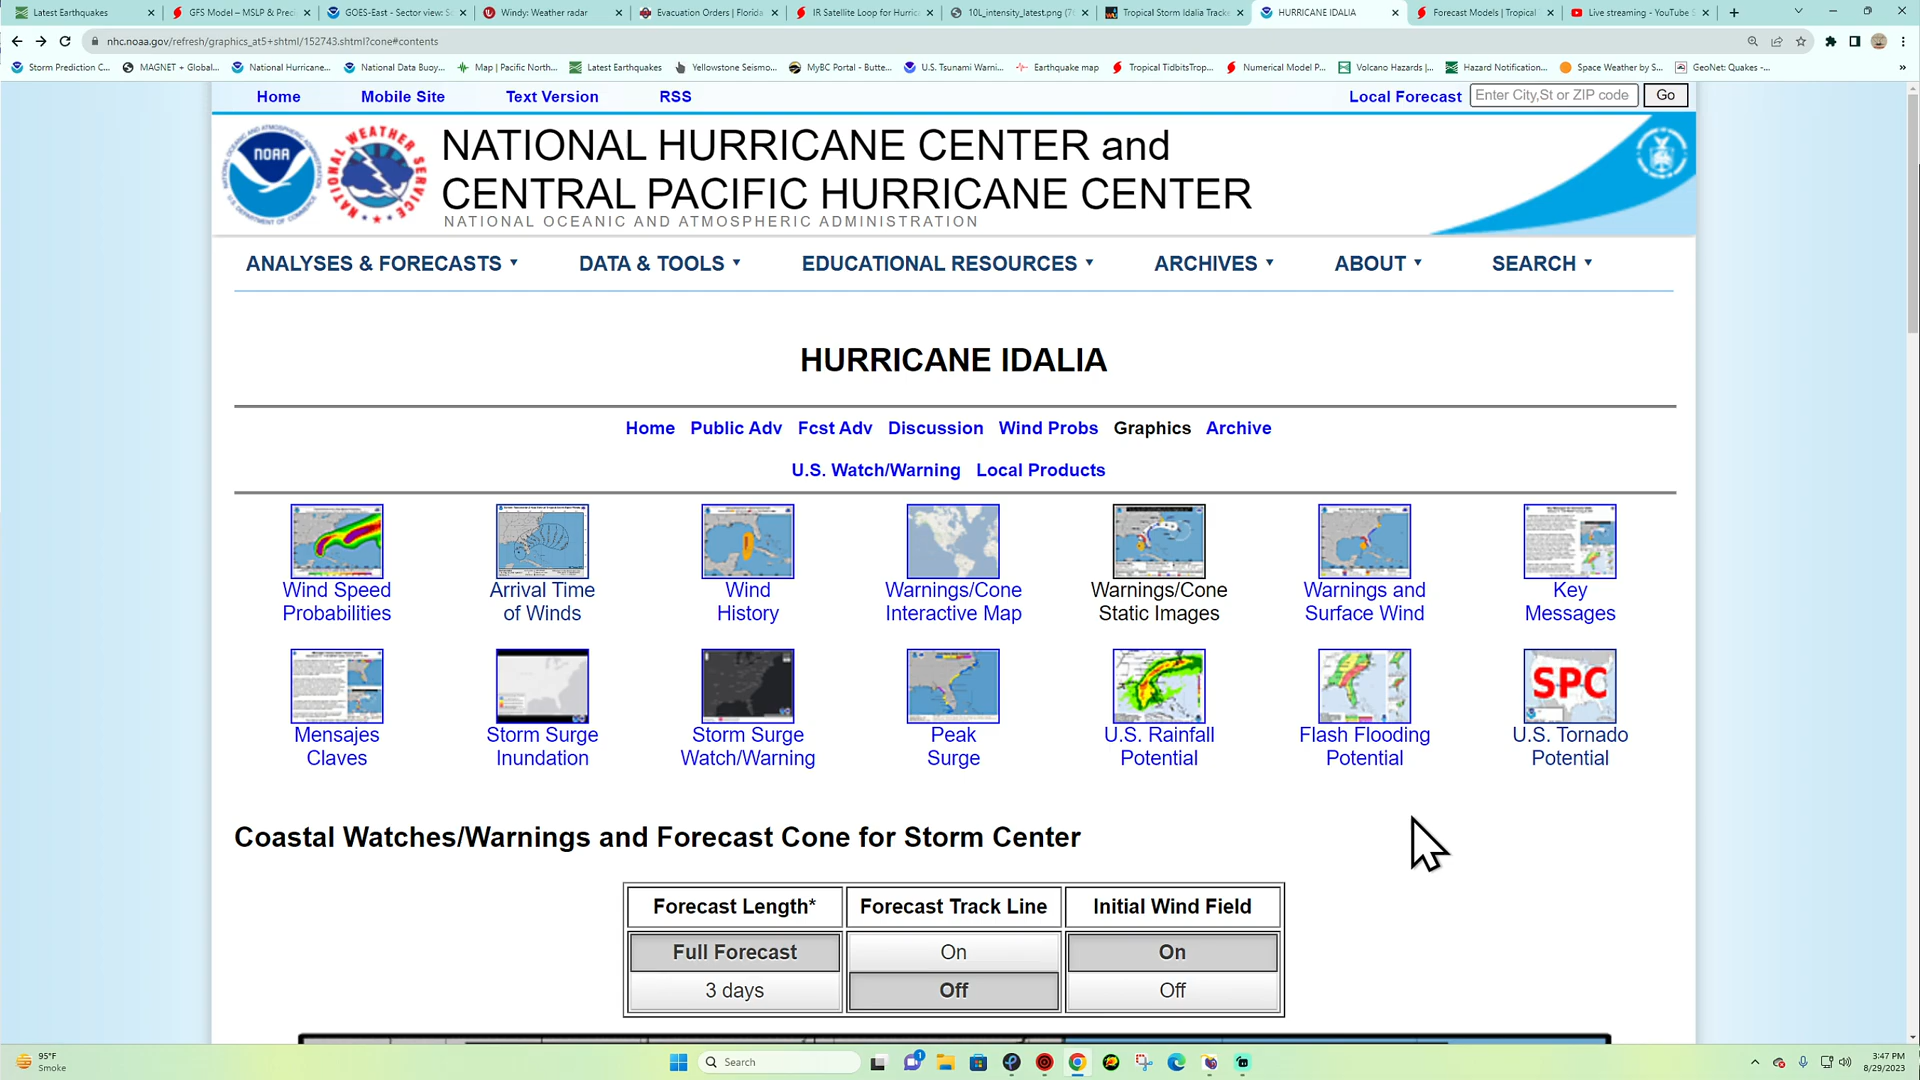 Latest Earthquakes
GFS Model – MSLP & Preci
GOES-East - Sector view: S
Windy: Weather radar
Evacuation Orders | Florida
IR Satellite Loop for Hurric
10L_intensity_latest.png (7
Tropical Storm Idalia Track
HURRICANE IDALIA
Forecast Models | Tropical
Live streaming - YouTube S
nhc.noaa.gov/refresh/graphics_at5+shtml/152743.shtml?cone#contents
Storm Prediction C...
MAGNET + Global...
National Hurricane...
National Data Buoy...
Map | Pacific North...
Latest Earthquakes
Yellowstone Seismo...
MyBC Portal - Butte...
U.S. Tsunami Warni...
Earthquake map
Tropical TidbitsTrop...
Numerical Model P...
Volcano Hazards |...
Hazard Notification...
Space Weather by S...
GeoNet: Quakes -...
Home Mobile Site Text Version RSS
Local Forecast Enter City,St or ZIP code Go
NOAA
NATIONAL WEATHER SERVICE
NATIONAL HURRICANE CENTER and
CENTRAL PACIFIC HURRICANE CENTER
NATIONAL OCEANIC AND ATMOSPHERIC ADMINISTRATION
ANALYSES & FORECASTS DATA & TOOLS EDUCATIONAL RESOURCES ARCHIVES ABOUT SEARCH
HURRICANE IDALIA
Home Public Adv Fcst Adv Discussion Wind Probs Graphics Archive
U.S. Watch/Warning Local Products
Wind Speed
Probabilities
Arrival Time
of Winds
Wind
History
Warnings/Cone
Interactive Map
Warnings/Cone
Static Images
Warnings and
Surface Wind
Key
Messages
Mensajes
Claves
Storm Surge
Inundation
Storm Surge
Watch/Warning
Peak
Surge
U.S. Rainfall
Potential
Flash Flooding
Potential
SPC
U.S. Tornado
Potential
Coastal Watches/Warnings and Forecast Cone for Storm Center
Forecast Length* Forecast Track Line Initial Wind Field
Full Forecast On On
3 days Off Off
95°F
Smoke
Search
1
3:47 PM
8/29/2023